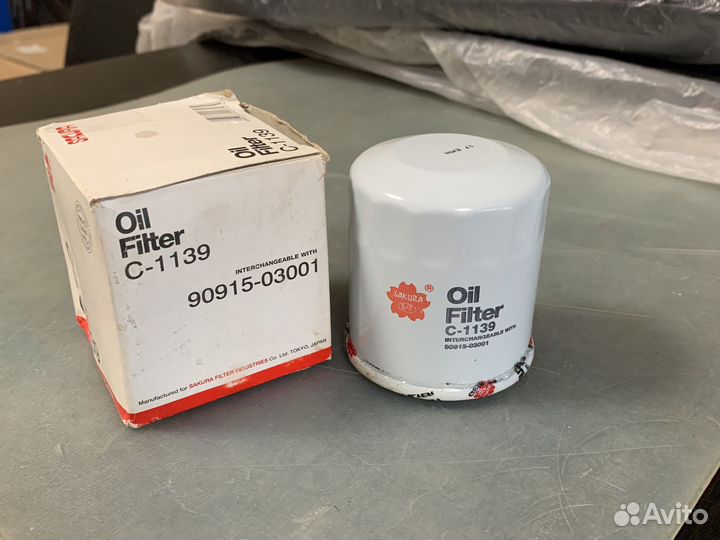 SAKURA
Oil
Filter
C-1139
Oil
Filter
C-1139
INTERCHANGEABLE WITH
90915-03001
Manufactured for SAKURA FILTER INDUSTRIES Co. Ltd. TOKYO, JAPAN
SAKURA
®
Oil
Filter
C-1139
INTERCHANGEABLE WITH
90915-03001
Avito